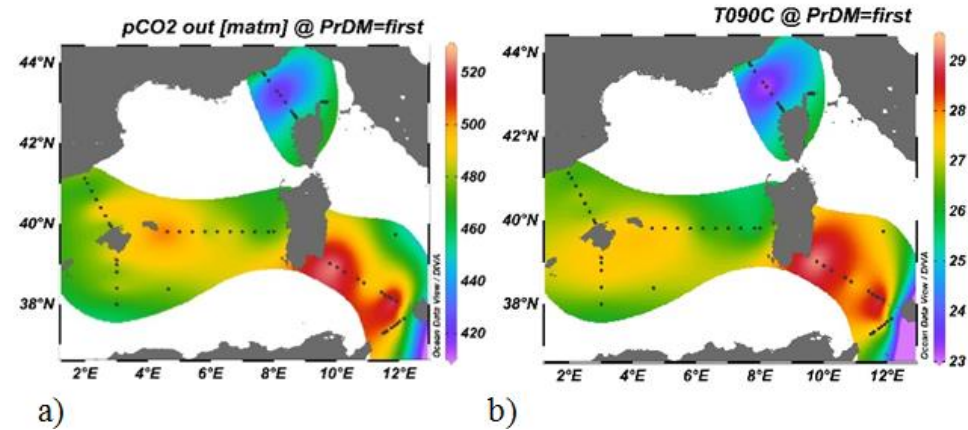 pCO2 out [matm] @ PrDM=first
44°N
42°N
40°N
38°N
2°E 4°E 6°E 8°E 10°E 12°E
520
500
480
460
440
420
Ocean Data View / DIVA
a)
T090C @ PrDM=first
44°N
42°N
40°N
38°N
2°E 4°E 6°E 8°E 10°E 12°E
29
28
27
26
25
24
23
Ocean Data View / DIVA
b)